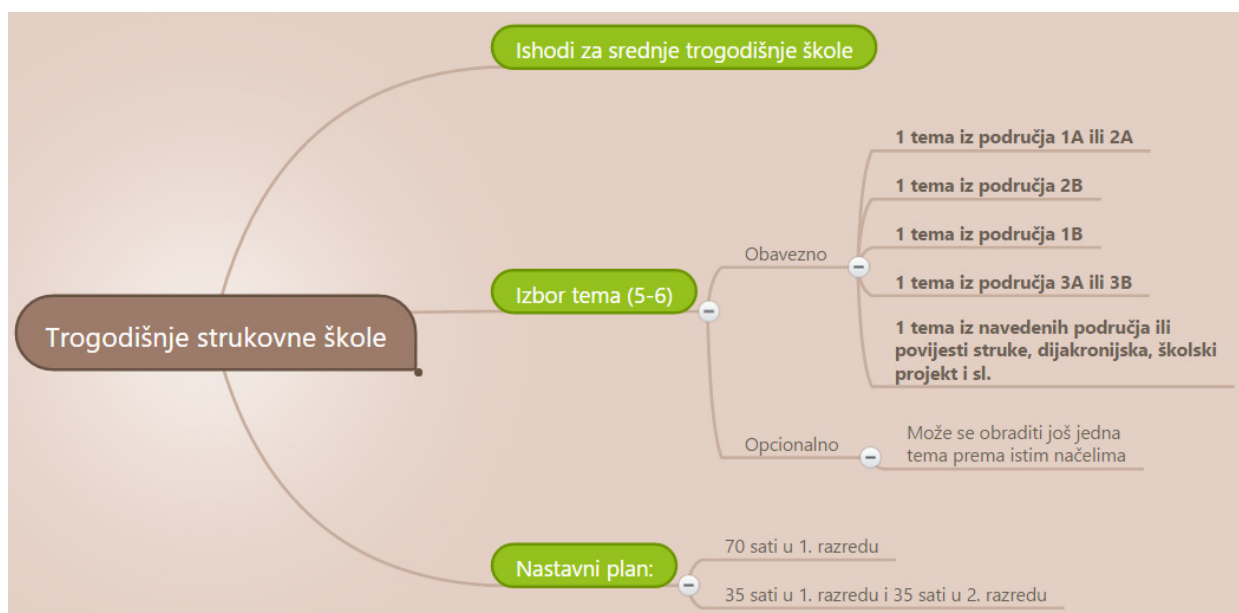 Trogodišnje strukovne škole
Ishodi za srednje trogodišnje škole
Izbor tema (5-6)
Obavezno
1 tema iz područja 1A ili 2A
1 tema iz područja 2B
1 tema iz područja 1B
1 tema iz područja 3A ili 3B
1 tema iz navedenih područja ili
povijesti struke, dijakronijska, školski
projekt i sl.
Opcionalno
Može se obraditi još jedna
tema prema istim načelima
Nastavni plan:
70 sati u 1. razredu
35 sati u 1. razredu i 35 sati u 2. razredu